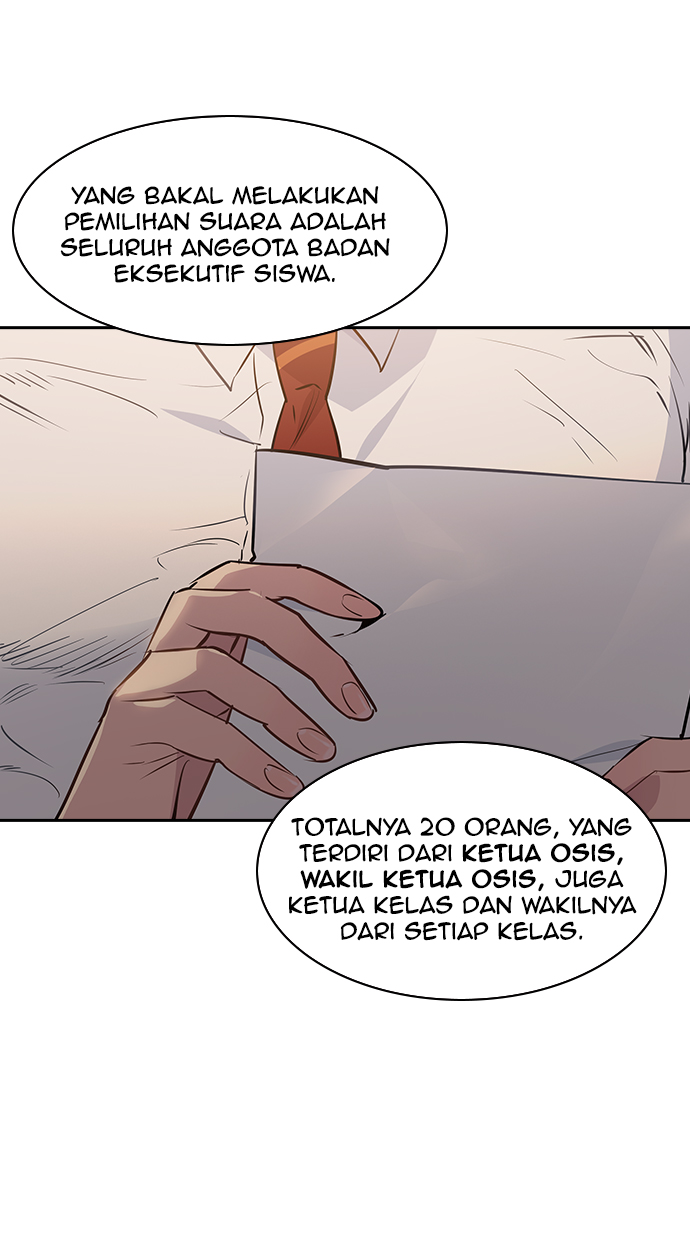 YANG BAKAL MELAKUKAN
PEMILIHAN SUARA ADALAH
SELURUH ANGGOTA BADAN
EKSEKUTIF SISWA.
TOTALNYA 20 ORANG, YANG
TERDIRI DARI KETUA OSIS,
WAKIL KETUA OSIS, JUGA
KETUA KELAS DAN WAKILNYA
DARI SETIAP KELAS.